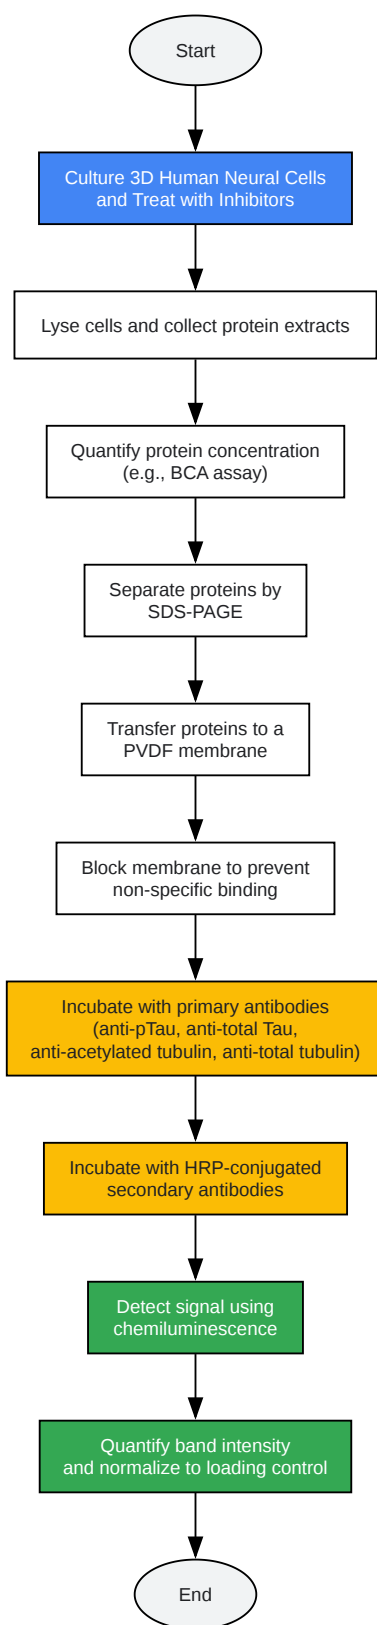 Start
Culture 3D Human Neural Cells
and Treat with Inhibitors
Lyse cells and collect protein extracts
Quantify protein concentration
(e.g., BCA assay)
Separate proteins by
SDS-PAGE
Transfer proteins to a
PVDF membrane
Block membrane to prevent
non-specific binding
Incubate with primary antibodies
(anti-pTau, anti-total Tau,
anti-acetylated tubulin, anti-total tubulin)
Incubate with HRP-conjugated
secondary antibodies
Detect signal using
chemiluminescence
Quantify band intensity
and normalize to loading control
End